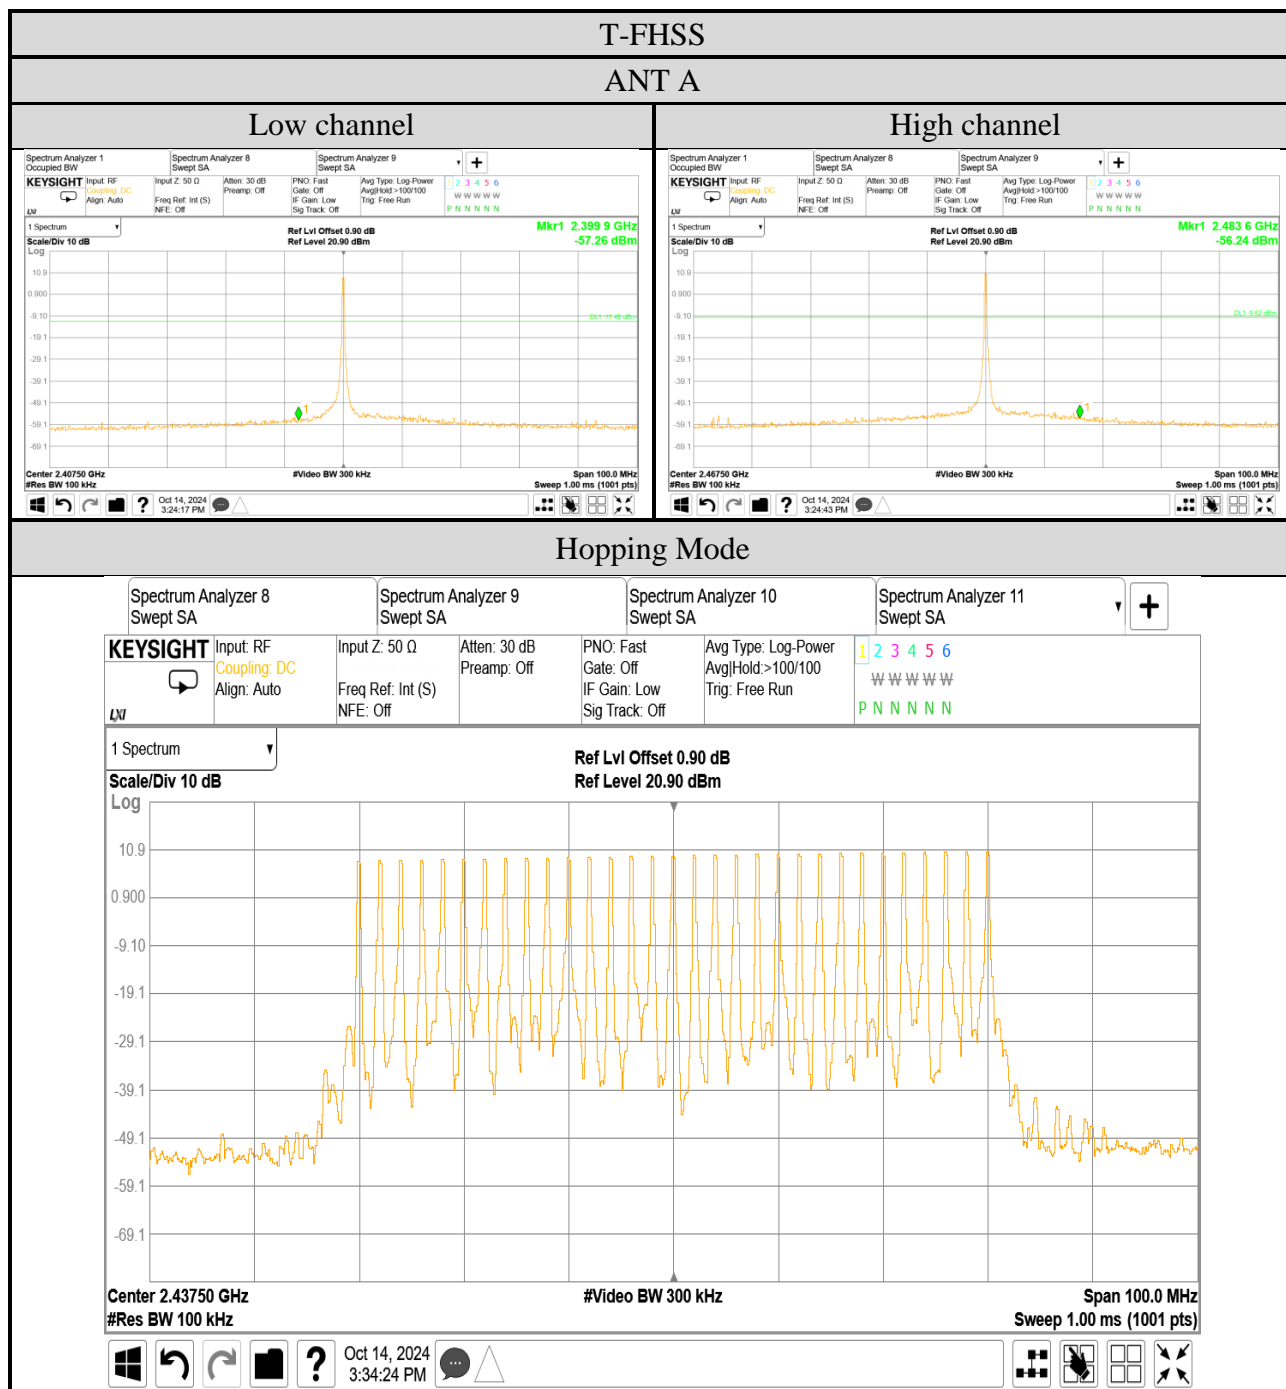 T-FHSS
ANT A
Low channel
High channel
Spectrum Analyzer 1
Occupied BW
Spectrum Analyzer 8
Swept SA
Spectrum Analyzer 9
Swept SA
KEYSIGHT
Input: RF
Coupling: DC
Align: Auto
Input Z: 50 Ω
Freq Ref: Int (S)
NFE: Off
Atten: 30 dB
Preamp: Off
PNO: Fast
Gate: Off
IF Gain: Low
Sig Track: Off
Avg Type: Log-Power
Avg|Hold:>100/100
Trig: Free Run
1 2 3 4 5 6
W W W W W
P N N N N N
LXI
1 Spectrum
Scale/Div 10 dB
Log
Ref Lvl Offset 0.90 dB
Ref Level 20.90 dBm
Mkr1 2.399 9 GHz
-57.26 dBm
10.9
0.900
-9.10
-19.1
-29.1
-39.1
-49.1
-59.1
-69.1
1
Center 2.40750 GHz
#Res BW 100 kHz
#Video BW 300 kHz
Span 100.0 MHz
Sweep 1.00 ms (1001 pts)
Oct 14, 2024
3:24:17 PM
Spectrum Analyzer 1
Occupied BW
Spectrum Analyzer 8
Swept SA
Spectrum Analyzer 9
Swept SA
KEYSIGHT
Input: RF
Coupling: DC
Align: Auto
Input Z: 50 Ω
Freq Ref: Int (S)
NFE: Off
Atten: 30 dB
Preamp: Off
PNO: Fast
Gate: Off
IF Gain: Low
Sig Track: Off
Avg Type: Log-Power
Avg|Hold:>100/100
Trig: Free Run
1 2 3 4 5 6
W W W W W
P N N N N N
LXI
1 Spectrum
Scale/Div 10 dB
Log
Ref Lvl Offset 0.90 dB
Ref Level 20.90 dBm
Mkr1 2.483 6 GHz
-56.24 dBm
10.9
0.900
-9.10
DL1 -9.62 dBm
-19.1
-29.1
-39.1
-49.1
-59.1
-69.1
1
Center 2.46750 GHz
#Res BW 100 kHz
#Video BW 300 kHz
Span 100.0 MHz
Sweep 1.00 ms (1001 pts)
Oct 14, 2024
3:24:43 PM
Hopping Mode
Spectrum Analyzer 8
Swept SA
Spectrum Analyzer 9
Swept SA
Spectrum Analyzer 10
Swept SA
Spectrum Analyzer 11
Swept SA
KEYSIGHT
Input: RF
Coupling: DC
Align: Auto
Input Z: 50 Ω
Freq Ref: Int (S)
NFE: Off
Atten: 30 dB
Preamp: Off
PNO: Fast
Gate: Off
IF Gain: Low
Sig Track: Off
Avg Type: Log-Power
Avg|Hold:>100/100
Trig: Free Run
1 2 3 4 5 6
W W W W W
P N N N N N
LXI
1 Spectrum
Scale/Div 10 dB
Log
Ref Lvl Offset 0.90 dB
Ref Level 20.90 dBm
10.9
0.900
-9.10
-19.1
-29.1
-39.1
-49.1
-59.1
-69.1
Center 2.43750 GHz
#Res BW 100 kHz
#Video BW 300 kHz
Span 100.0 MHz
Sweep 1.00 ms (1001 pts)
Oct 14, 2024
3:34:24 PM